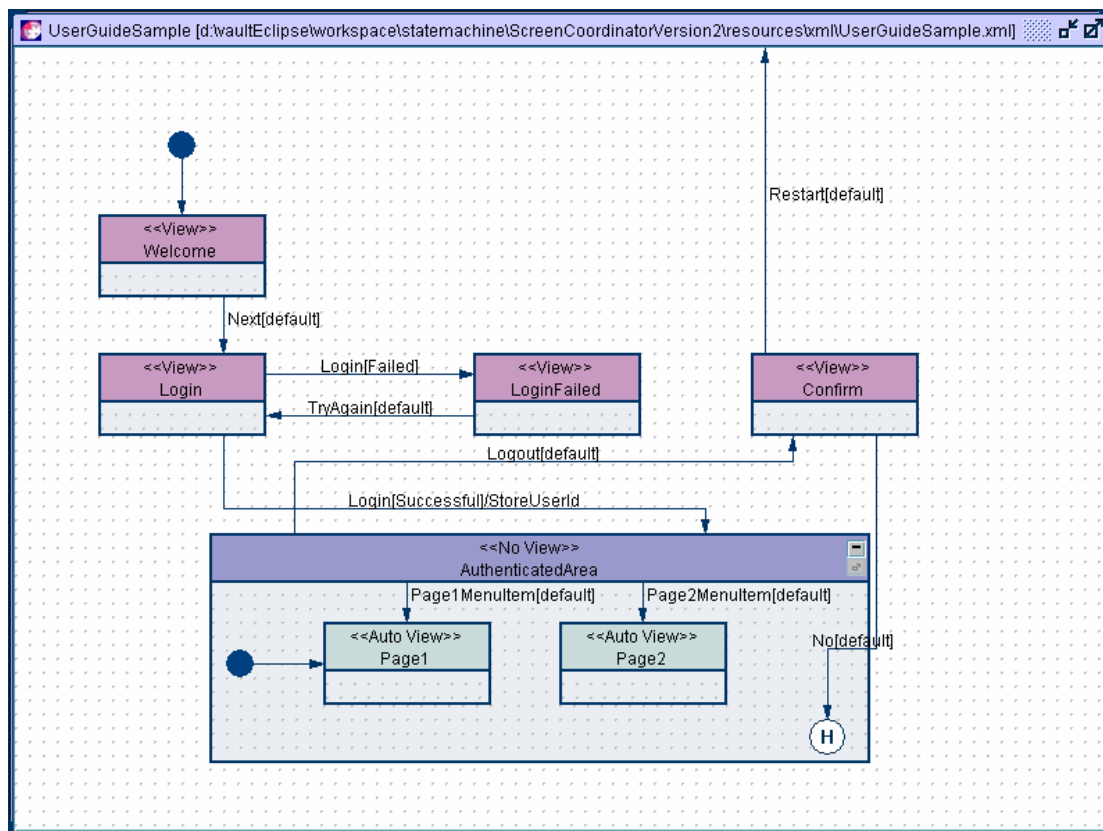 UserGuideSample [d:\vaultEclipse\workspace\statemachine\ScreenCoordinatorVersion2\resources\xml\UserGuideSample.xml]
Restart[default]
<<View>>
Welcome
Next[default]
<<View>>
Login
Login[Failed]
<<View>>
LoginFailed
<<View>>
Confirm
TryAgain[default]
Logout[default]
Login[Successful]/StoreUserId
<<No View>>
AuthenticatedArea
Page1MenuItem[default]
Page2MenuItem[default]
<<Auto View>>
Page1
<<Auto View>>
Page2
No[default]
H